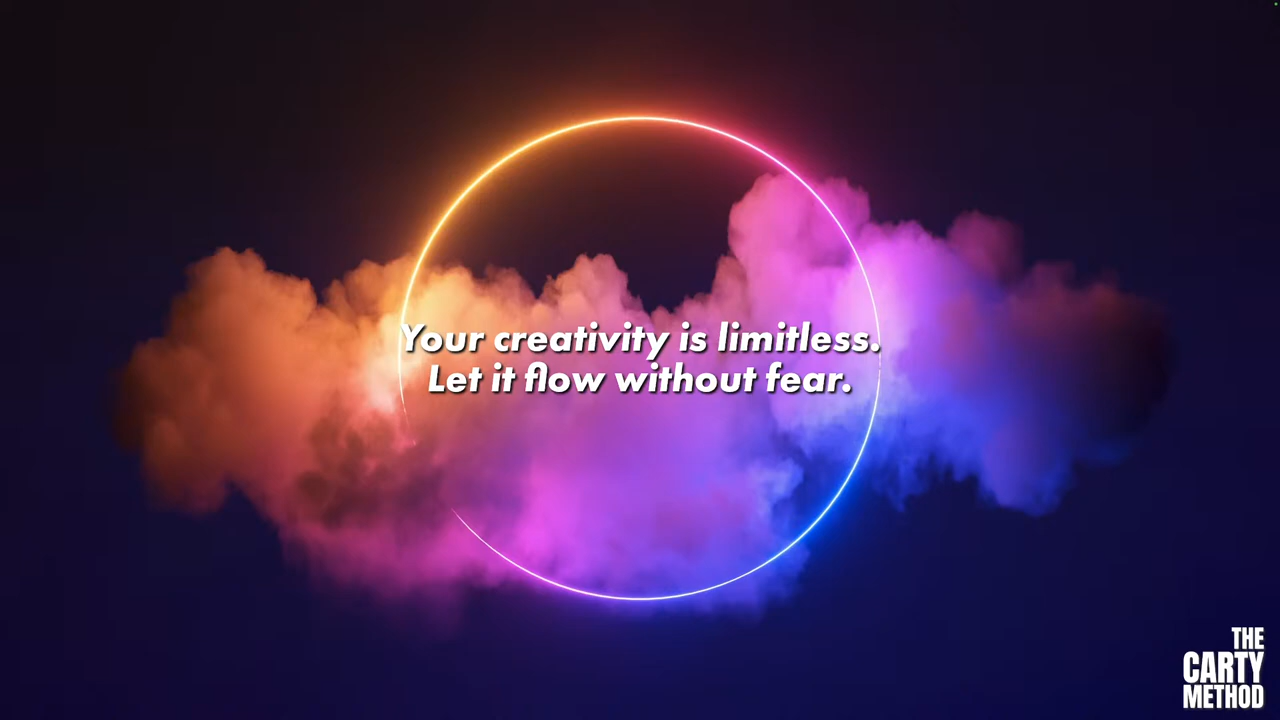 Your creativity is limitless.
Let it flow without fear.
THE
CARTY
METHOD